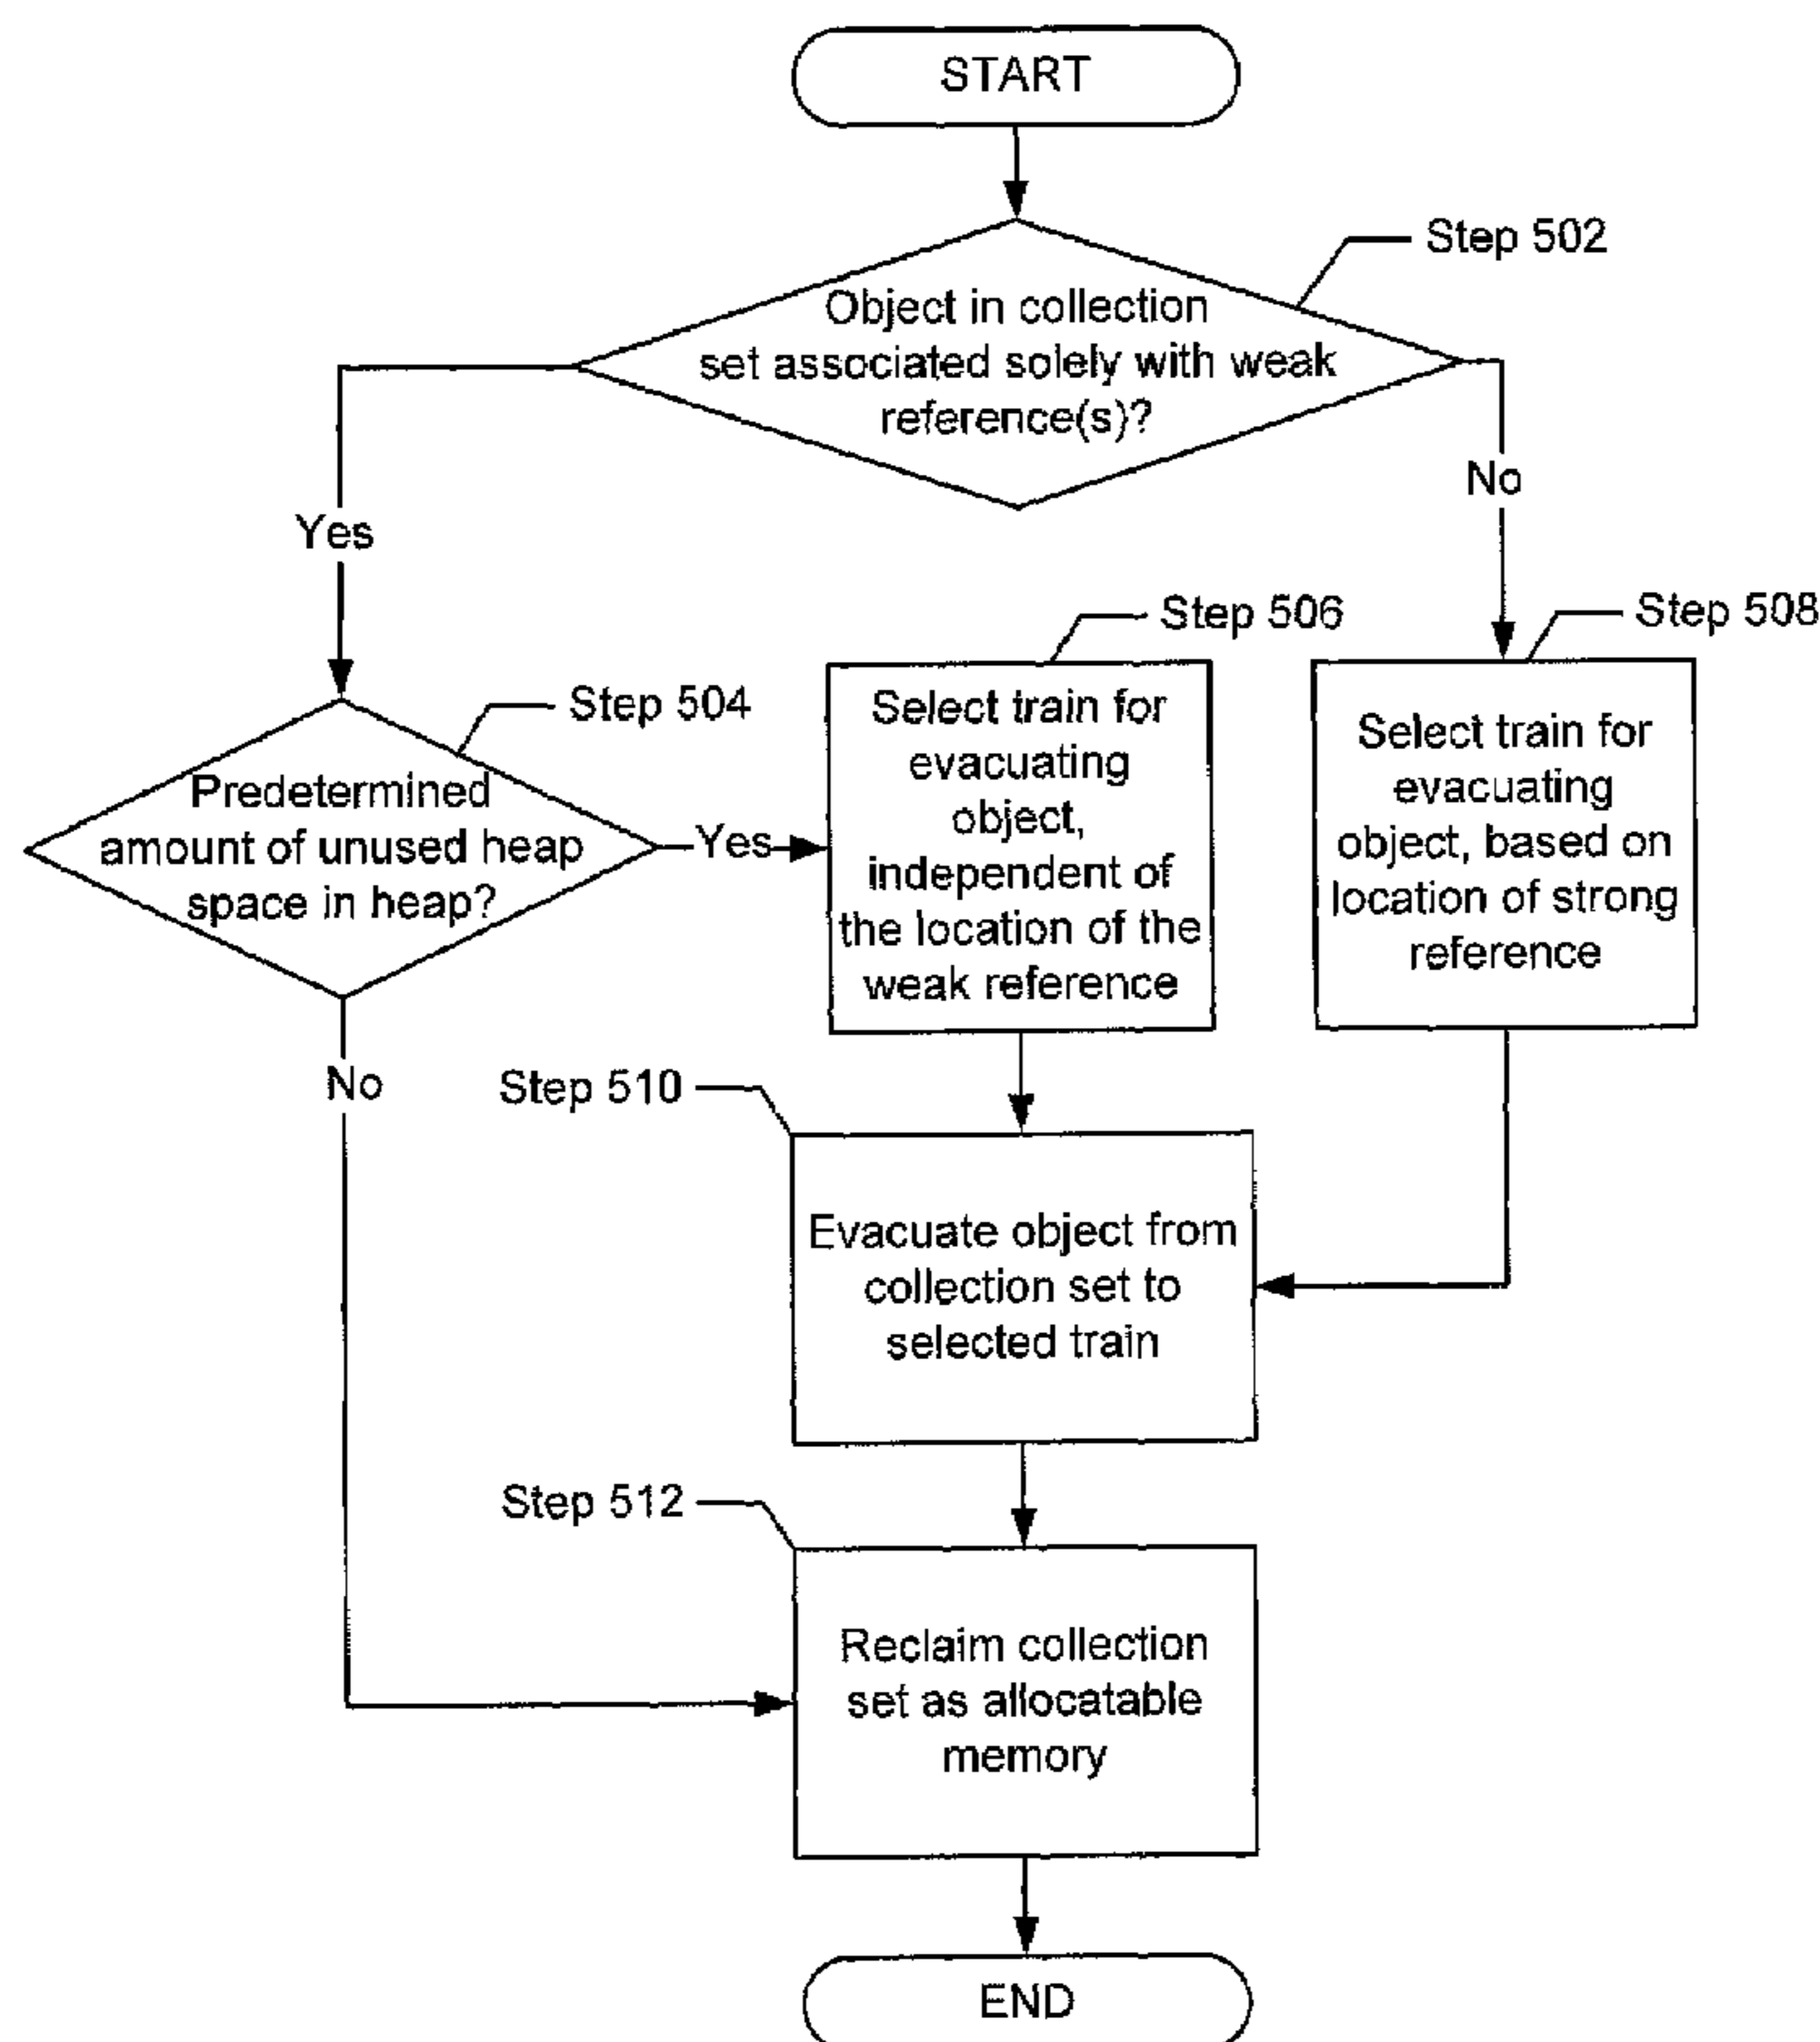 START
Step 502
Object in collection
set associated solely with weak
reference(s)?
No
Yes
Step 506
Step 508
Step 504
Select train for
evacuating
object,
independent of
the location of the
weak reference
Select train for
evacuating
object, based on
location of strong
reference
Predetermined
amount of unused heap
space in heap?
Yes
No
Step 510
Evacuate object from
collection set to
selected train
Step 512
Reclaim collection
set as allocatable
memory
END